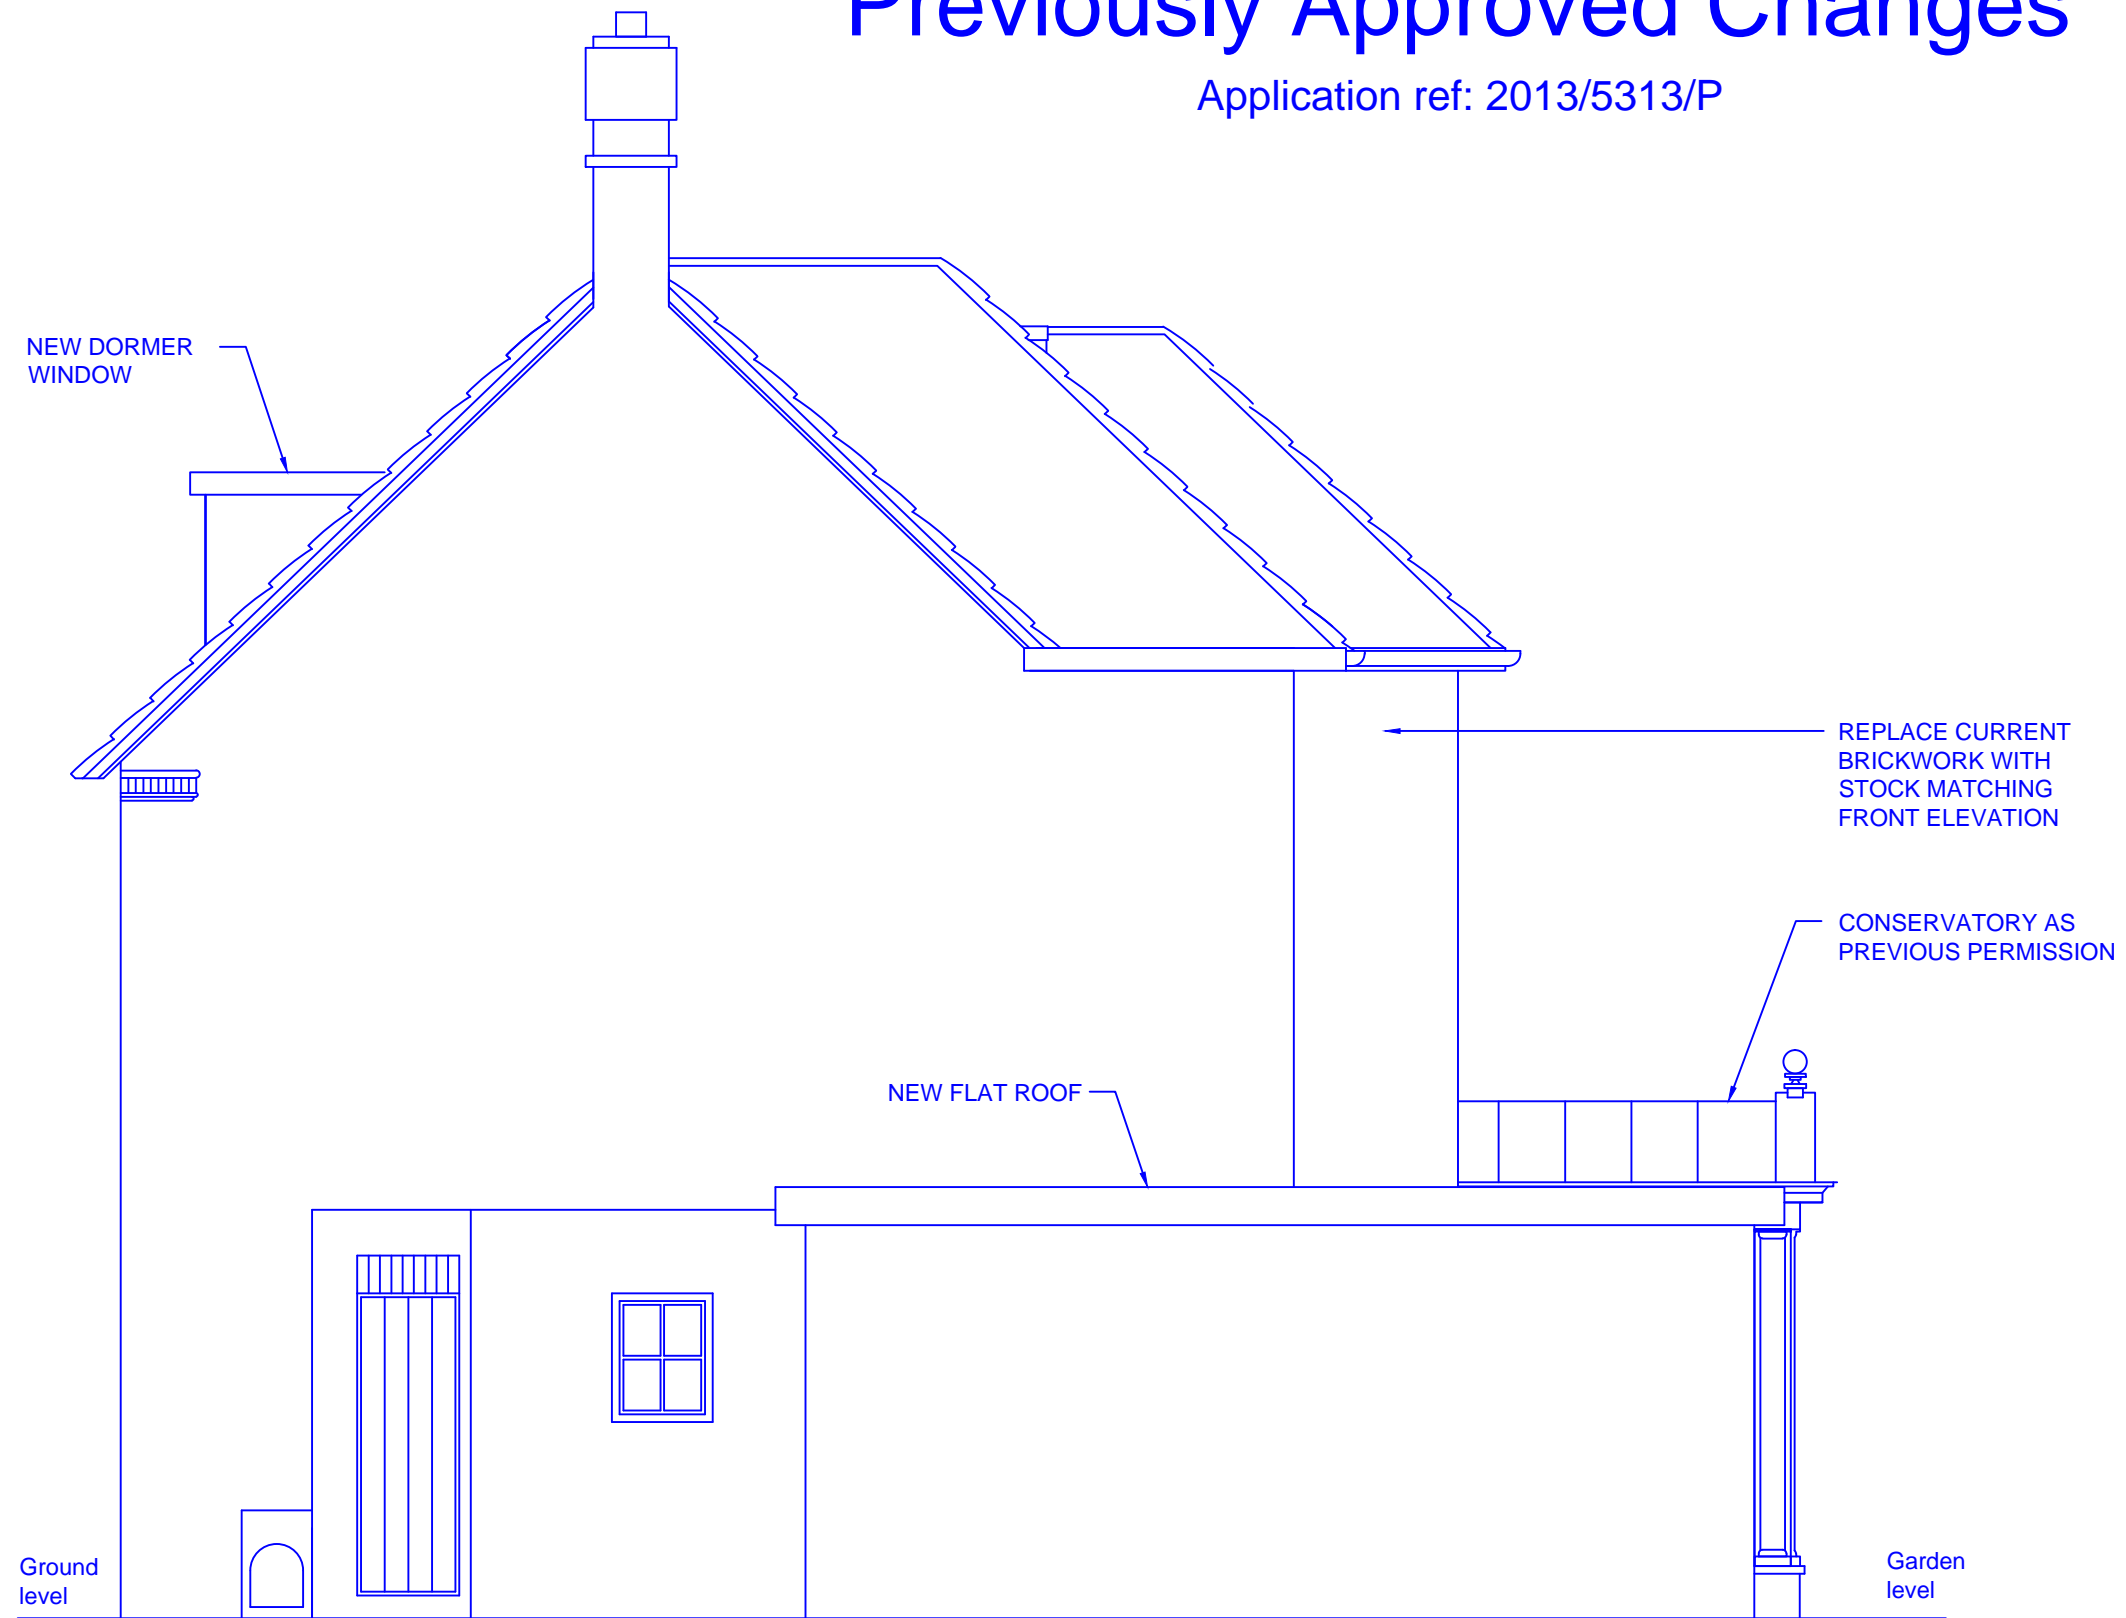 Previously Approved Changes
Application ref: 2013/5313/P
NEW DORMER
WINDOW
REPLACE CURRENT
BRICKWORK WITH
STOCK MATCHING
FRONT ELEVATION
CONSERVATORY AS
PREVIOUS PERMISSION
NEW FLAT ROOF
Ground
level
Garden
level